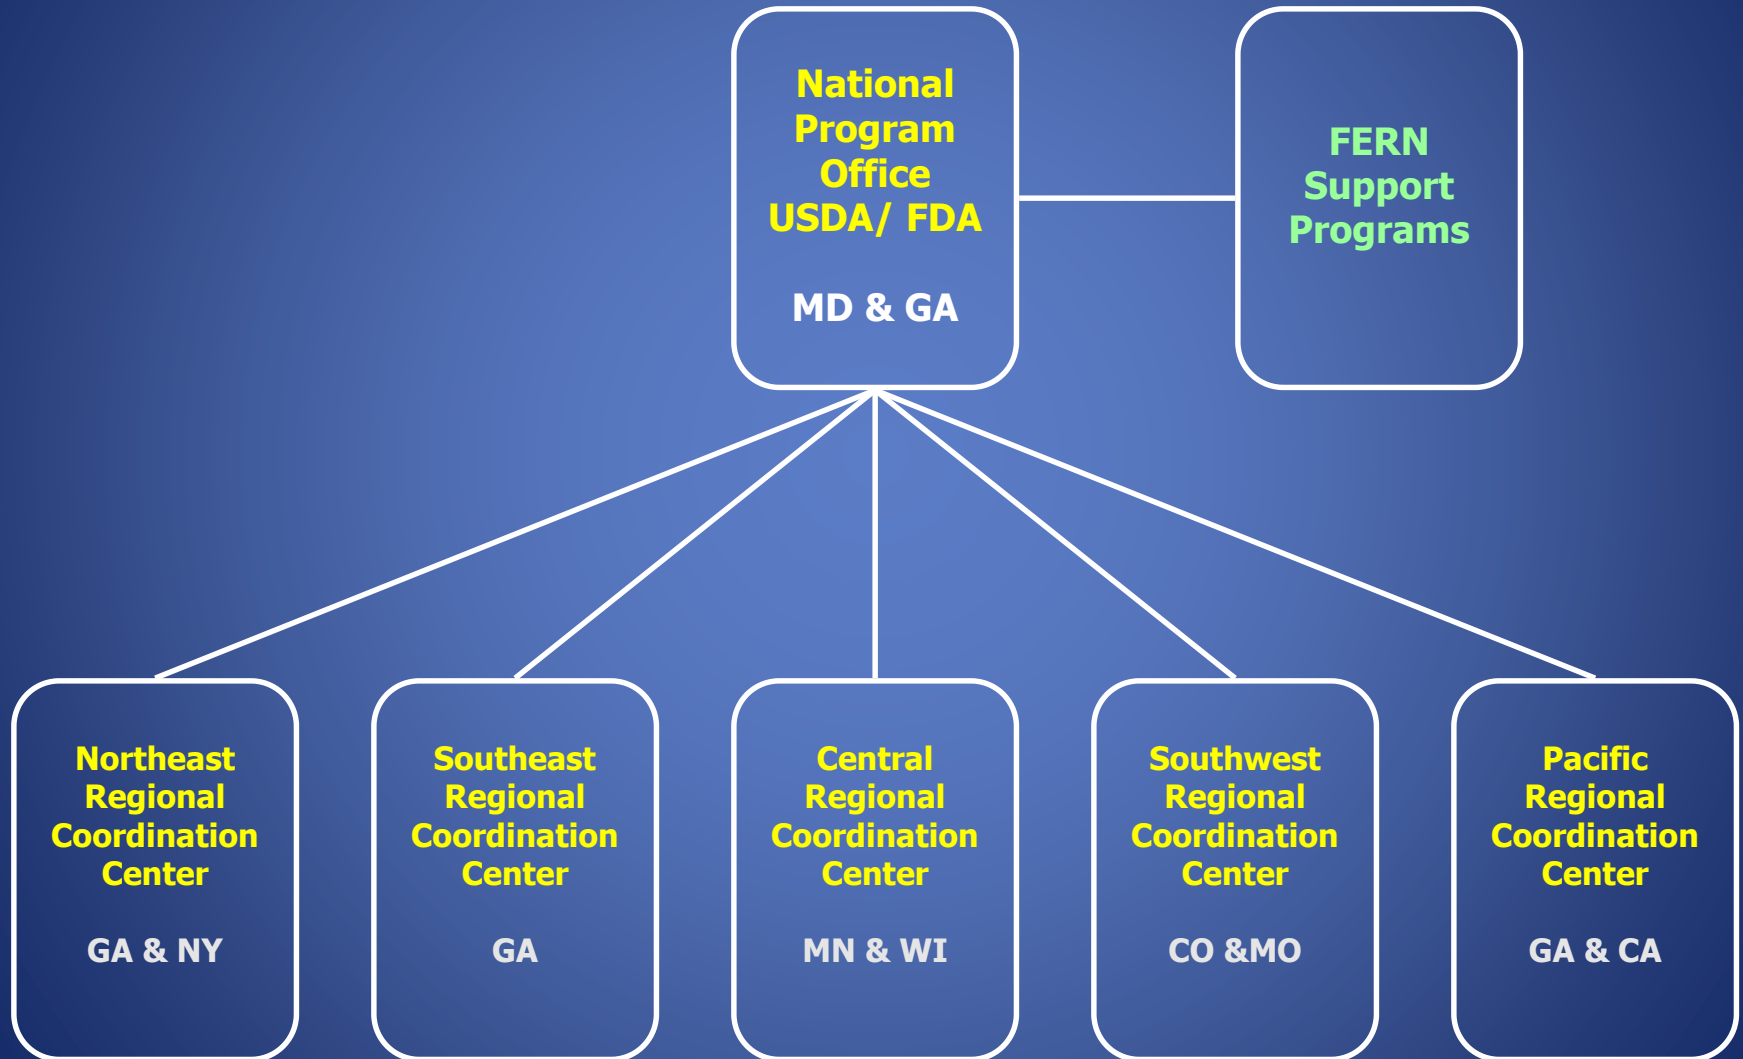 National
Program
Office
USDA/ FDA
MD & GA
FERN
Support
Programs
Northeast
Regional
Coordination
Center
GA & NY
Southeast
Regional
Coordination
Center
GA
Central
Regional
Coordination
Center
MN & WI
Southwest
Regional
Coordination
Center
CO &MO
Pacific
Regional
Coordination
Center
GA & CA